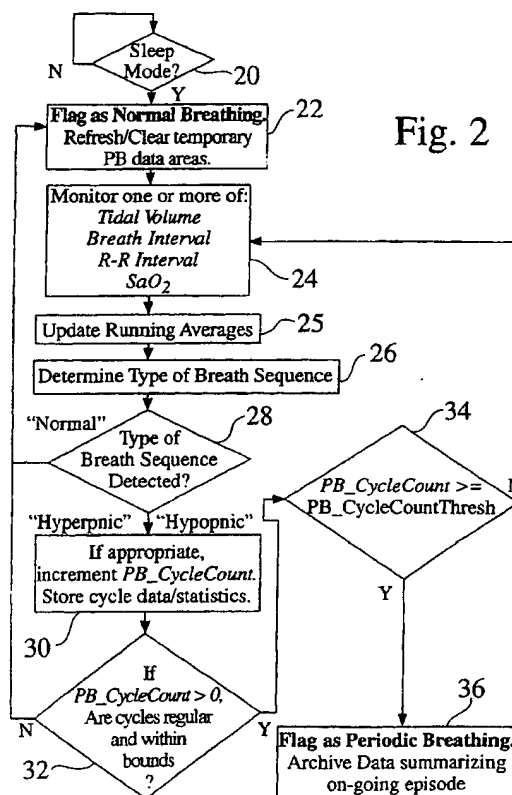 Sleep
Mode?
N
20
Y
Flag as Normal Breathing.
Refresh/Clear temporary
PB data areas.
22
Fig. 2
Monitor one or more of:
Tidal Volume
Breath Interval
R-R Interval
SaO2
24
Update Running Averages
25
Determine Type of Breath Sequence
26
"Normal"
28
Type of
Breath Sequence
Detected?
"Hyperpnic" "Hypopnic"
If appropriate,
increment PB_CycleCount.
Store cycle data/statistics.
30
If
PB_CycleCount > 0,
Are cycles regular
and within
bounds
?
N
Y
32
34
PB_CycleCount >=
PB_CycleCountThresh
Y
36
Flag as Periodic Breathing.
Archive Data summarizing
on-going episode